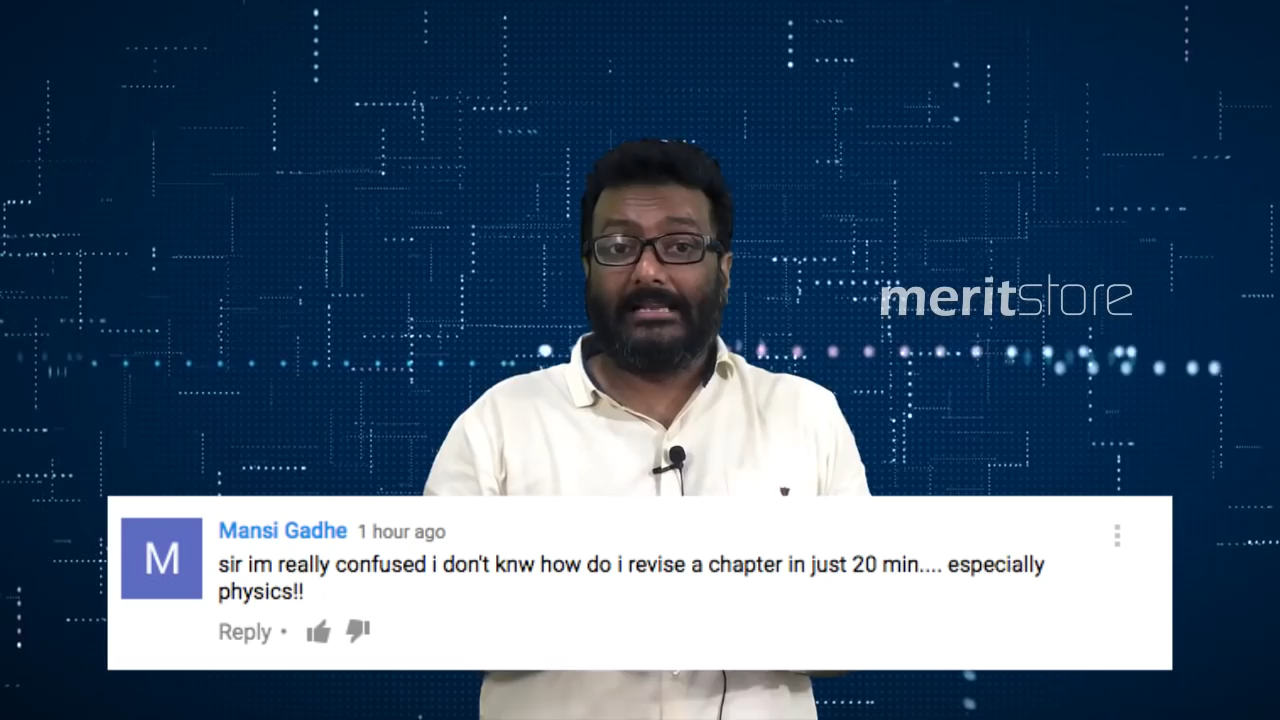 meritstore
M
Mansi Gadhe 1 hour ago
sir im really confused i don't knw how do i revise a chapter in just 20 min.... especially
physics!!
Reply •